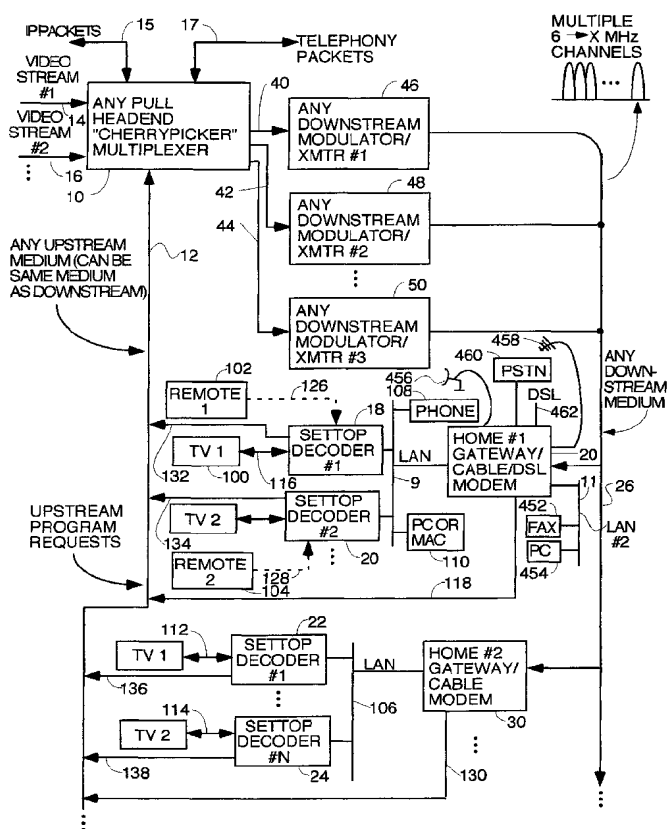 IPPACKETS
15
17
TELEPHONY
PACKETS
MULTIPLE
6 → X MHz
CHANNELS
VIDEO
STREAM
#1
14
VIDEO
STREAM
#2
16
ANY PULL
HEADEND
"CHERRYPICKER"
MULTIPLEXER
10
40
42
44
46
ANY
DOWNSTREAM
MODULATOR/
XMTR #1
48
ANY
DOWNSTREAM
MODULATOR/
XMTR #2
50
ANY
DOWNSTREAM
MODULATOR/
XMTR #3
12
ANY UPSTREAM
MEDIUM (CAN BE
SAME MEDIUM
AS DOWNSTREAM)
ANY DOWN-
STREAM
MEDIUM
102
REMOTE
1
126
18
SETTOP
DECODER
#1
TV 1
100
116
132
456
108
PHONE
LAN
9
458
460
PSTN
DSL
462
HOME #1
GATEWAY/
CABLE/DSL
MODEM
20
11
26
452
FAX
PC
454
LAN
#2
SETTOP
DECODER
#2
20
TV 2
134
REMOTE
2
104
128
PC OR
MAC
110
118
UPSTREAM
PROGRAM
REQUESTS
22
SETTOP
DECODER
#1
112
TV 1
136
LAN
106
HOME #2
GATEWAY/
CABLE
MODEM
30
114
TV 2
SETTOP
DECODER
#N
24
138
130